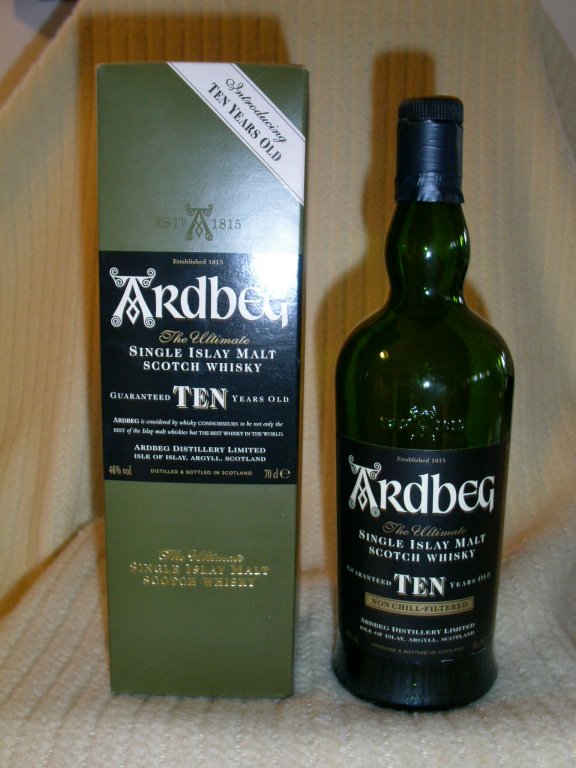 Introducing
TEN YEARS OLD
ESTD 1815
Established 1815
ARDBEG
The Ultimate
SINGLE ISLAY MALT
SCOTCH WHISKY
GUARANTEED TEN YEARS OLD
ARDBEG is considered by whisky CONNOISSEURS to be not only the
BEST of the Islay malt whiskies but THE BEST WHISKY IN THE WORLD.
ARDBEG DISTILLERY LIMITED
ISLE OF ISLAY, ARGYLL, SCOTLAND
46% vol DISTILLED & BOTTLED IN SCOTLAND 70 cl ℮
The Ultimate
SINGLE ISLAY MALT
SCOTCH WHISKY
Established 1815
ARDBEG
The Ultimate
SINGLE ISLAY MALT
SCOTCH WHISKY
GUARANTEED TEN YEARS OLD
NON CHILL-FILTERED
ARDBEG DISTILLERY LIMITED
ISLE OF ISLAY, ARGYLL, SCOTLAND
DISTILLED & BOTTLED IN SCOTLAND